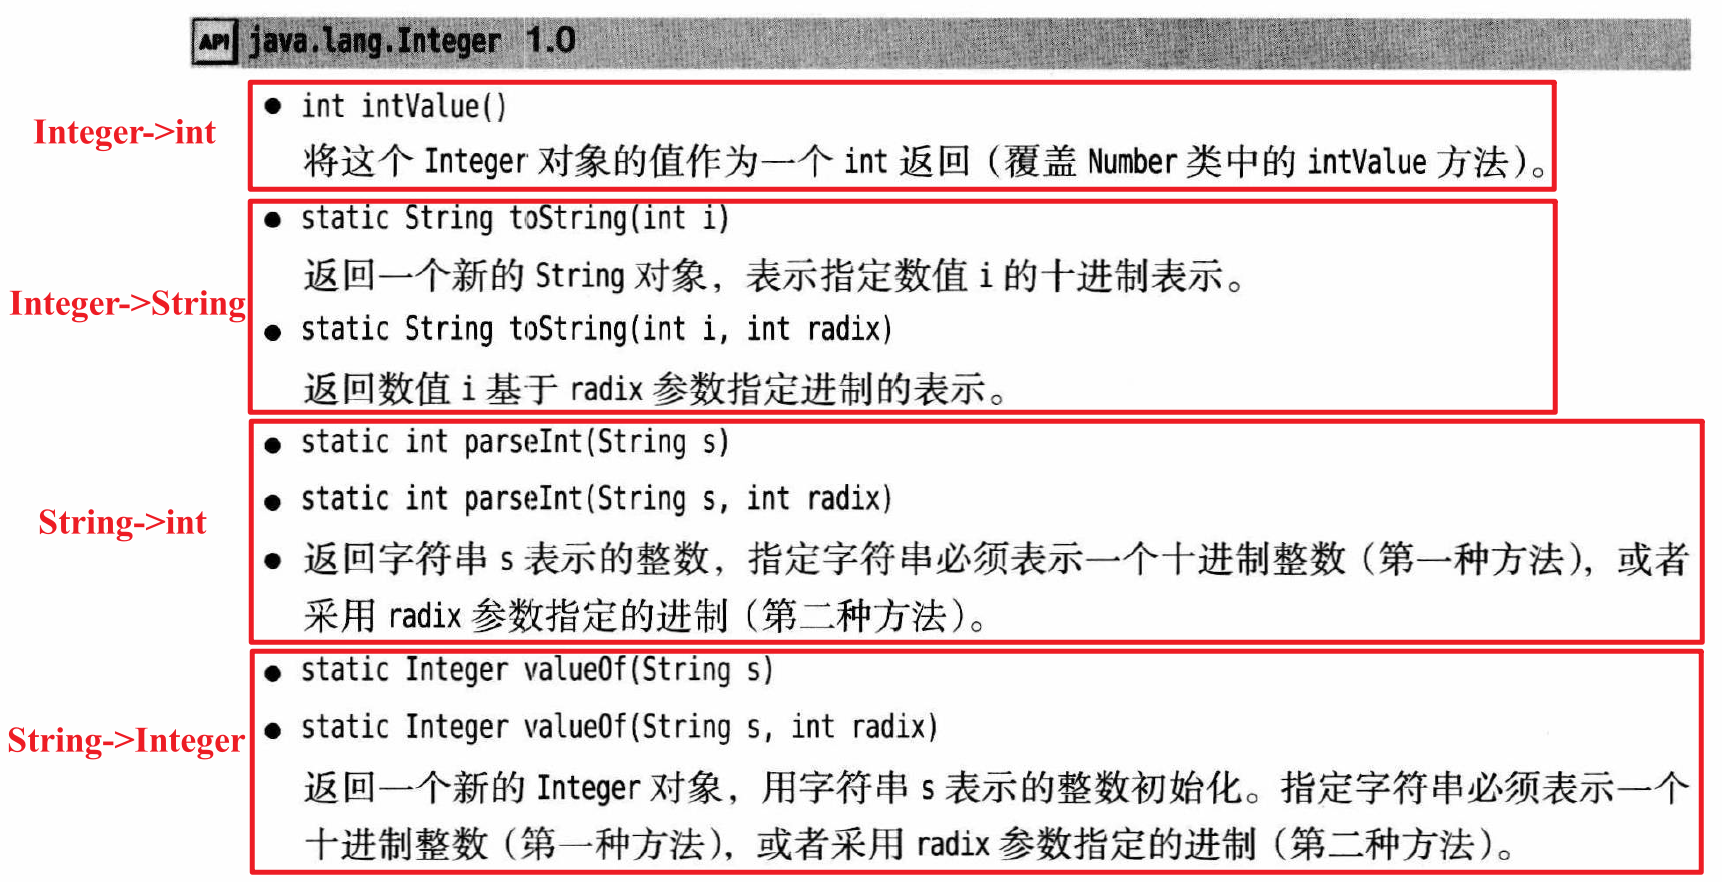 API java.lang.Integer 1.0
Integer->int
● int intValue()
将这个 Integer 对象的值作为一个 int 返回（覆盖 Number 类中的 intValue 方法）。
Integer->String
● static String toString(int i)
返回一个新的 String 对象，表示指定数值 i 的十进制表示。
● static String toString(int i, int radix)
返回数值 i 基于 radix 参数指定进制的表示。
String->int
● static int parseInt(String s)
● static int parseInt(String s, int radix)
● 返回字符串 s 表示的整数，指定字符串必须表示一个十进制整数（第一种方法），或者
采用 radix 参数指定的进制（第二种方法）。
String->Integer
● static Integer valueOf(String s)
● static Integer valueOf(String s, int radix)
返回一个新的 Integer 对象，用字符串 s 表示的整数初始化。指定字符串必须表示一个
十进制整数（第一种方法），或者采用 radix 参数指定的进制（第二种方法）。